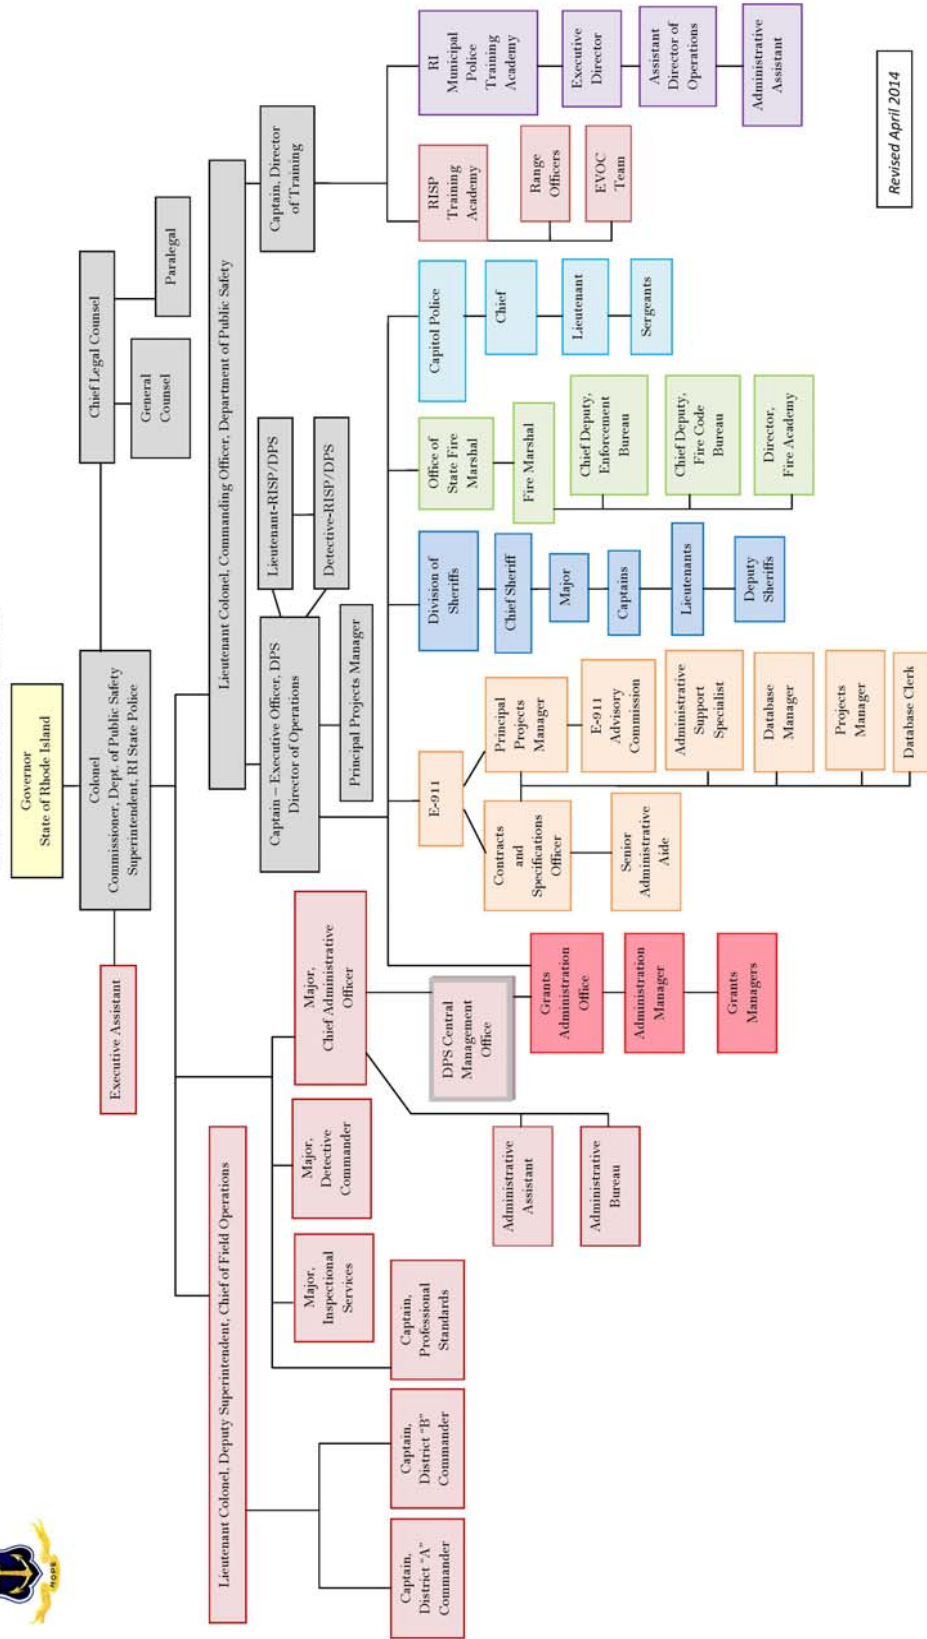 Governor
State of Rhode Island
Colonel
Commissioner, Dept. of Public Safety
Superintendent, RI State Police
Executive Assistant
Chief Legal Counsel
General
Counsel
Paralegal
Lieutenant Colonel, Deputy Superintendent, Chief of Field Operations
Lieutenant Colonel, Commanding Officer, Department of Public Safety
Captain,
District "A"
Commander
Captain,
District "B"
Commander
Captain,
Professional
Standards
Major,
Inspectional
Services
Major,
Detective
Commander
Major,
Chief Administrative
Officer
Administrative
Assistant
Administrative
Bureau
DPS Central
Management
Office
Captain – Executive Officer, DPS
Director of Operations
Lieutenant-RISP/DPS
Detective-RISP/DPS
Principal Projects Manager
Captain, Director
of Training
Grants
Administration
Office
Administration
Manager
Grants
Managers
E-911
Contracts
and
Specifications
Officer
Senior
Administrative
Aide
Principal
Projects
Manager
E-911
Advisory
Commission
Administrative
Support
Specialist
Database
Manager
Projects
Manager
Database Clerk
Division of
Sheriffs
Chief Sheriff
Major
Captains
Lieutenants
Deputy
Sheriffs
Office of
State Fire
Marshal
Fire Marshal
Chief Deputy,
Enforcement
Bureau
Chief Deputy,
Fire Code
Bureau
Director,
Fire Academy
Capitol Police
Chief
Lieutenant
Sergeants
RISP
Training
Academy
Range
Officers
EVOC
Team
RI
Municipal
Police
Training
Academy
Executive
Director
Assistant
Director of
Operations
Administrative
Assistant
Revised April 2014
HOPE